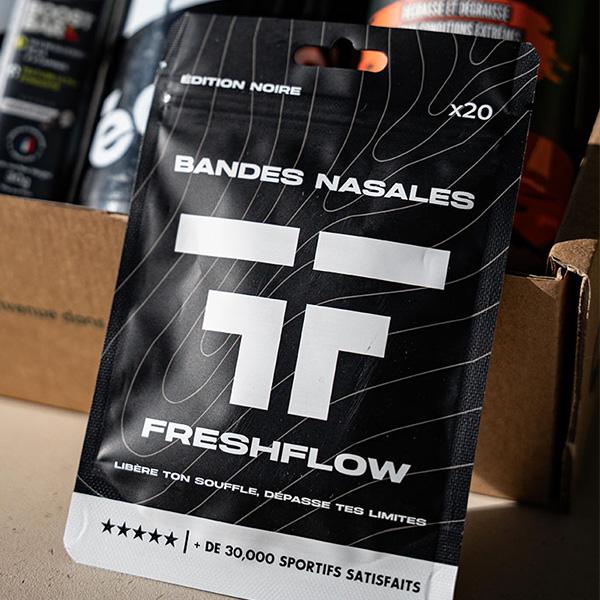 DÉCRASSE ET DÉGRAISSE
CONDITIONS EXTRÊMES
ÉDITION NOIRE
x20
BANDES NASALES
FRESHFLOW
LIBÈRE TON SOUFFLE, DÉPASSE TES LIMITES
★★★★★ | + DE 30,000 SPORTIFS SATISFAITS